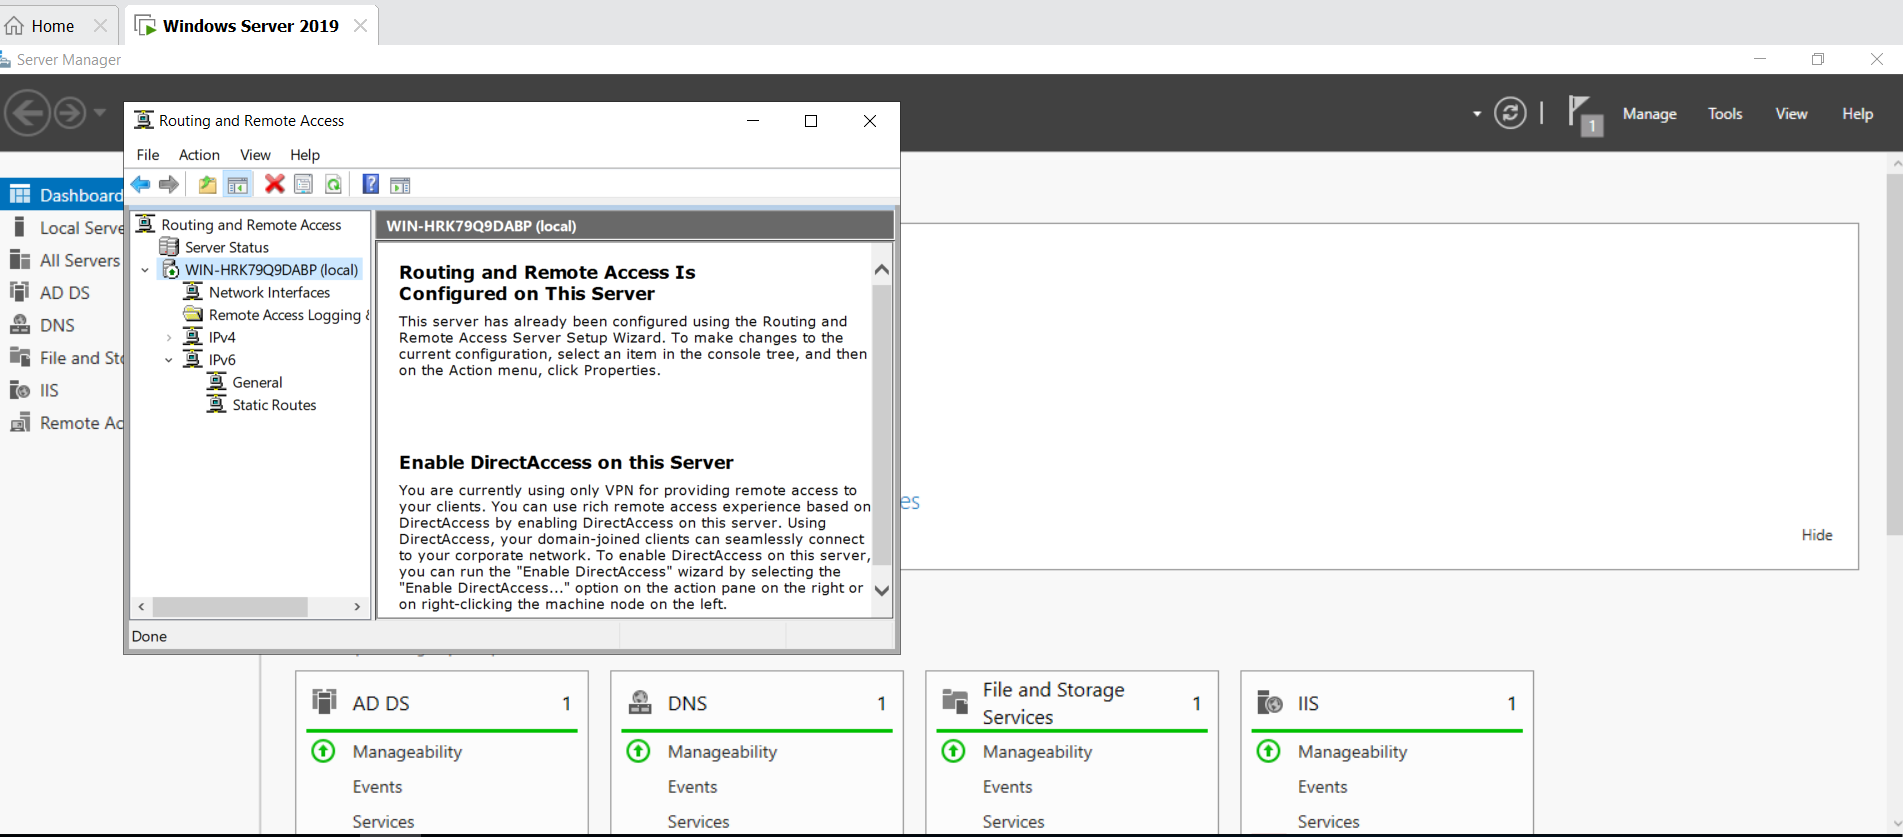 Home
Windows Server 2019
Server Manager
Routing and Remote Access
1
Manage
Tools
View
Help
File
Action
View
Help
Dashboard
Local Serve
All Servers
AD DS
DNS
File and Sto
IIS
Remote Ac
Routing and Remote Access
Server Status
WIN-HRK79Q9DABP (local)
Network Interfaces
Remote Access Logging &
IPv4
IPv6
General
Static Routes
WIN-HRK79Q9DABP (local)
Routing and Remote Access Is
Configured on This Server
This server has already been configured using the Routing and
Remote Access Server Setup Wizard. To make changes to the
current configuration, select an item in the console tree, and then
on the Action menu, click Properties.
Enable DirectAccess on this Server
You are currently using only VPN for providing remote access to
your clients. You can use rich remote access experience based on
DirectAccess by enabling DirectAccess on this server. Using
DirectAccess, your domain-joined clients can seamlessly connect
to your corporate network. To enable DirectAccess on this server,
you can run the "Enable DirectAccess" wizard by selecting the
"Enable DirectAccess..." option on the action pane on the right or
on right-clicking the machine node on the left.
Done
es
Hide
AD DS
1
Manageability
Events
Services
DNS
1
Manageability
Events
Services
File and Storage
Services
1
Manageability
Events
Services
IIS
1
Manageability
Events
Services